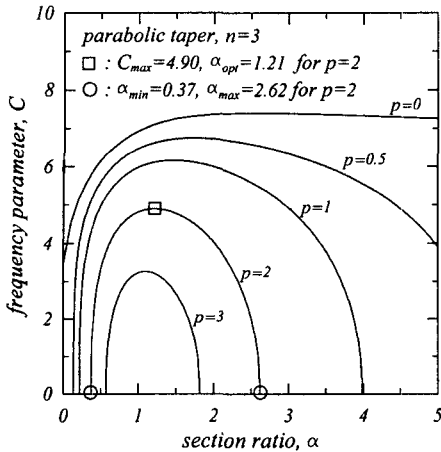 parabolic taper, n=3
□ : Cmax=4.90, αopt=1.21 for p=2
○ : αmin=0.37, αmax=2.62 for p=2
p=0
p=0.5
p=1
p=2
p=3
10
8
6
4
2
0
0 1 2 3 4 5
frequency parameter, C
section ratio, α